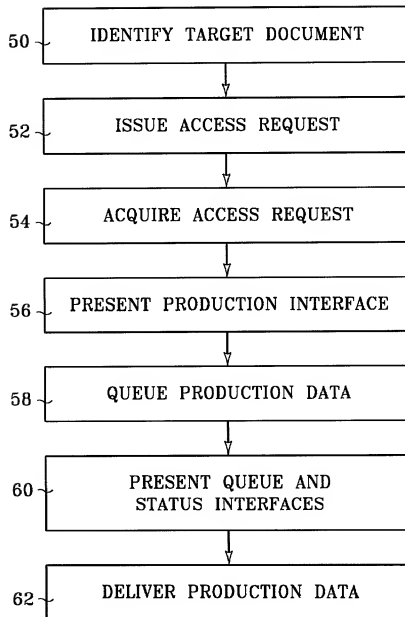 50
IDENTIFY TARGET DOCUMENT
52
ISSUE ACCESS REQUEST
54
ACQUIRE ACCESS REQUEST
56
PRESENT PRODUCTION INTERFACE
58
QUEUE PRODUCTION DATA
60
PRESENT QUEUE AND
STATUS INTERFACES
62
DELIVER PRODUCTION DATA